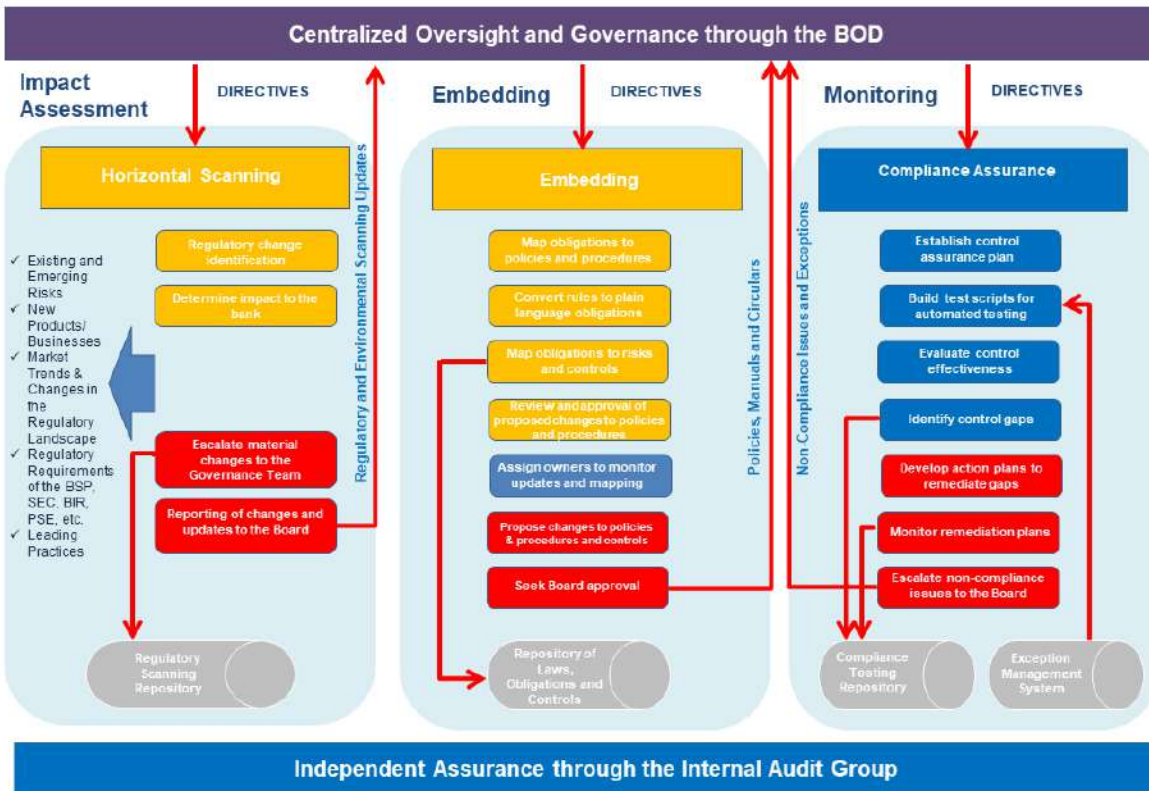 Centralized Oversight and Governance through the BOD
Impact
Assessment
DIRECTIVES
Horizontal Scanning
Regulatory change
identification
Determine impact to the
bank
✓ Existing and
Emerging
Risks
✓ New
Products/
Businesses
✓ Market
Trends &
Changes in
the
Regulatory
Landscape
✓ Regulatory
Requirements
of the BSP,
SEC, BIR,
PSE, etc.
✓ Leading
Practices
Escalate material
changes to the
Governance Team
Reporting of changes and
updates to the Board
Regulatory
Scanning
Repository
Regulatory and Environmental Scanning Updates
Embedding
DIRECTIVES
Embedding
Map obligations to
policies and procedures
Convert rules to plain
language obligations
Map obligations to risks
and controls
Review and approval of
proposed changes to policies
and procedures
Assign owners to monitor
updates and mapping
Propose changes to policies
& procedures and controls
Seek Board approval
Repository of
Laws,
Obligations and
Controls
Policies, Manuals and Circulars
Monitoring
DIRECTIVES
Non-Compliance Issues and Exceptions
Compliance Assurance
Establish control
assurance plan
Build test scripts for
automated testing
Evaluate control
effectiveness
Identify control gaps
Develop action plans to
remediate gaps
Monitor remediation plans
Escalate non-compliance
issues to the Board
Compliance
Testing
Repository
Exception
Management
System
Independent Assurance through the Internal Audit Group